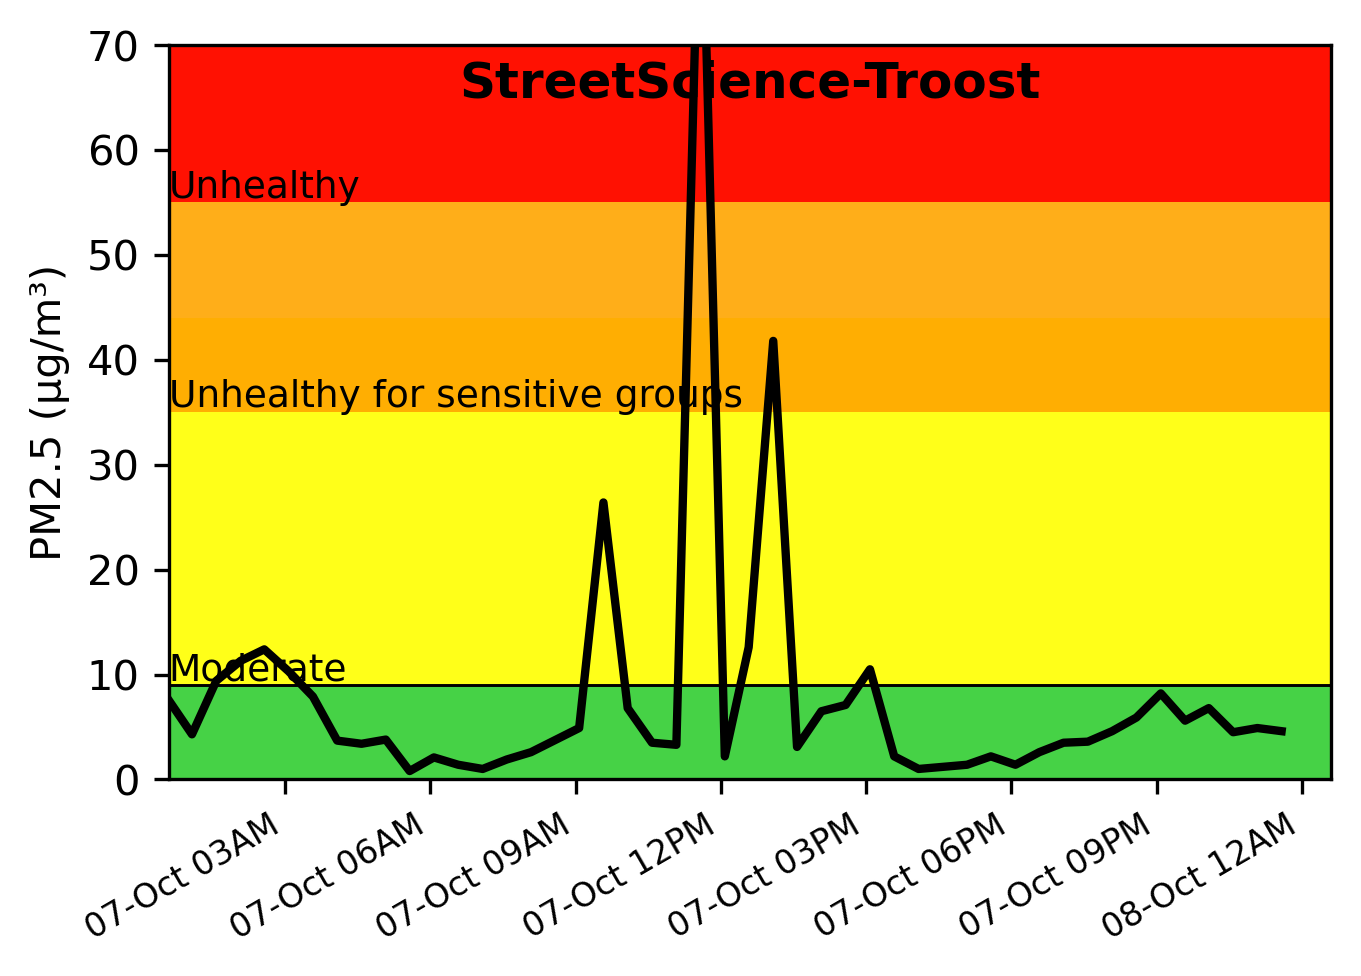 StreetScience-Troost
PM2.5 (µg/m³)
70
60
50
40
30
20
10
0
Unhealthy
Unhealthy for sensitive groups
Moderate
07-Oct 03AM
07-Oct 06AM
07-Oct 09AM
07-Oct 12PM
07-Oct 03PM
07-Oct 06PM
07-Oct 09PM
08-Oct 12AM